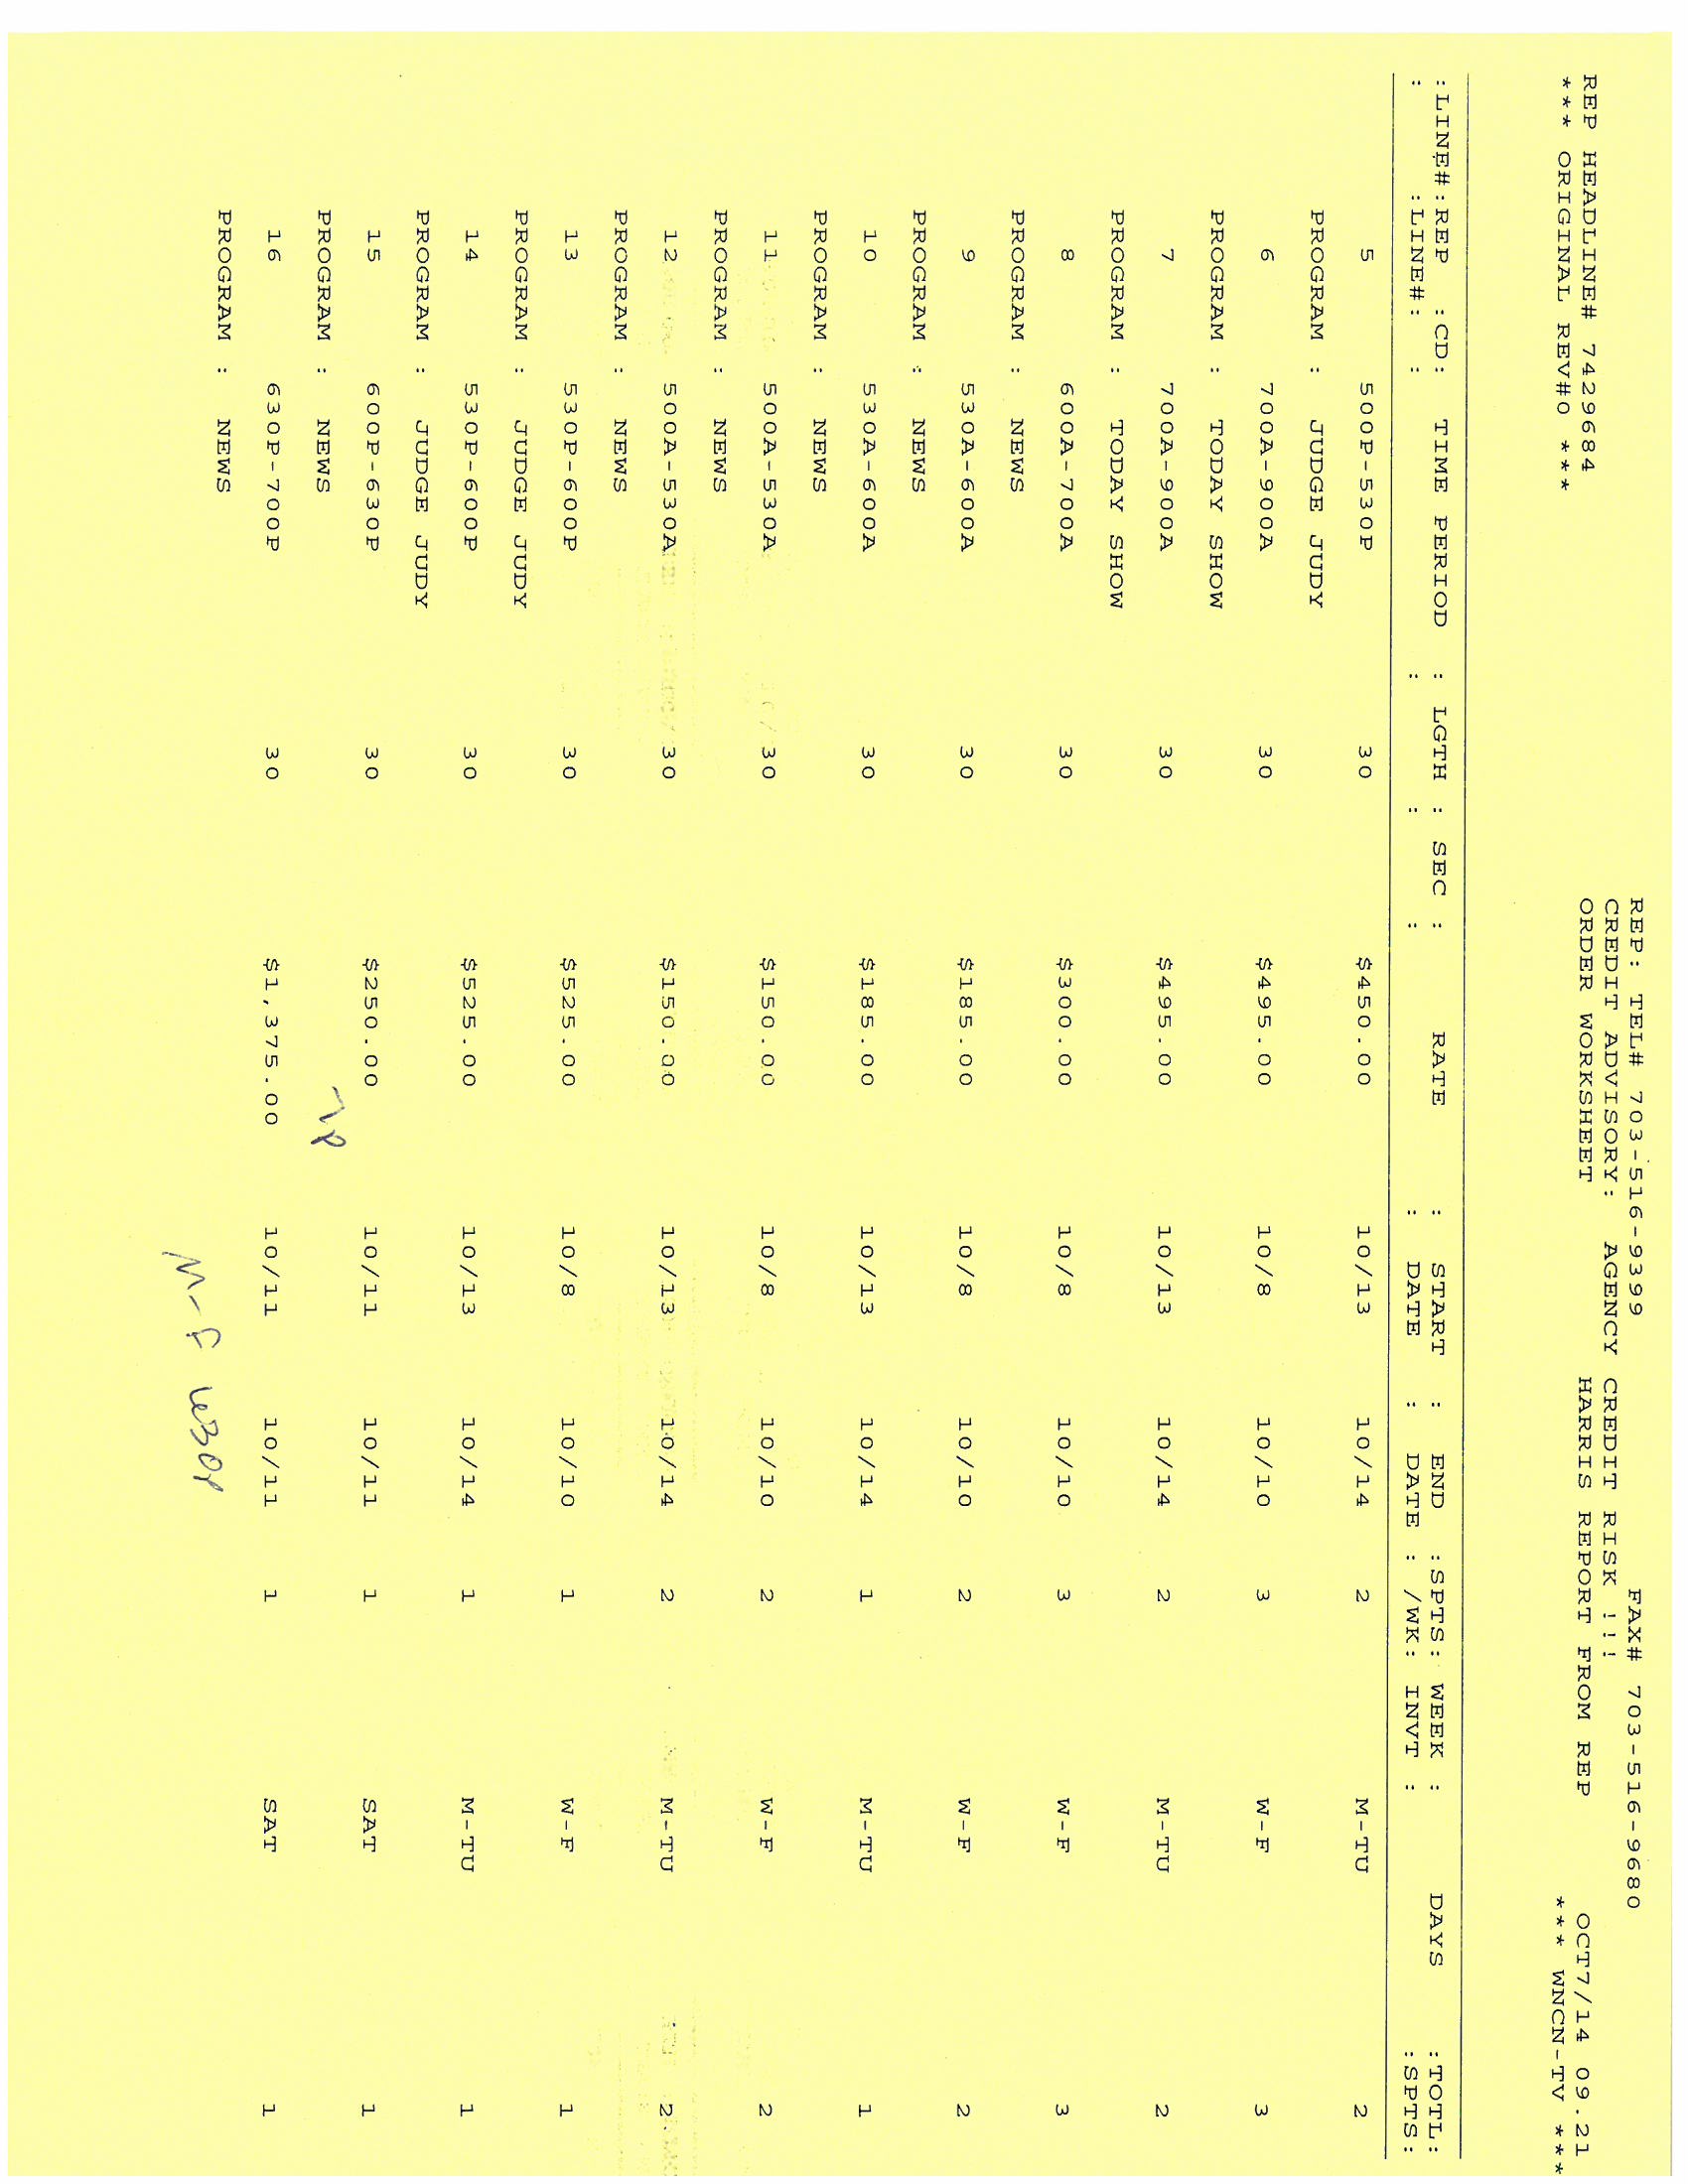 REP: TEL# 703-516-9399 FAX# 703-516-9680
CREDIT ADVISORY: AGENCY CREDIT RISK !!!
REP HEADLINE# 7429684 ORDER WORKSHEET HARRIS REPORT FROM REP OCT7/14 09.21
*** ORIGINAL REV#0 *** *** WNCN-TV ***
:LINE#:REP :CD: TIME PERIOD : LGTH : SEC : RATE : START : END :SPTS: WEEK : DAYS :TOTL:
: :LINE#: : : : : DATE : DATE : /WK: INVT : :SPTS:
5 500P-530P 30 $450.00 10/13 10/14 2 M-TU 2
PROGRAM : JUDGE JUDY
6 700A-900A 30 $495.00 10/8 10/10 3 W-F 3
PROGRAM : TODAY SHOW
7 700A-900A 30 $495.00 10/13 10/14 2 M-TU 2
PROGRAM : TODAY SHOW
8 600A-700A 30 $300.00 10/8 10/10 3 W-F 3
PROGRAM : NEWS
9 530A-600A 30 $185.00 10/8 10/10 2 W-F 2
PROGRAM : NEWS
10 530A-600A 30 $185.00 10/13 10/14 1 M-TU 1
PROGRAM : NEWS
11 500A-530A 30 $150.00 10/8 10/10 2 W-F 2
PROGRAM : NEWS
12 500A-530A 30 $150.00 10/13 10/14 2 M-TU 2
PROGRAM : NEWS
13 530P-600P 30 $525.00 10/8 10/10 1 W-F 1
PROGRAM : JUDGE JUDY
14 530P-600P 30 $525.00 10/13 10/14 1 M-TU 1
PROGRAM : JUDGE JUDY
15 600P-630P 30 $250.00 10/11 10/11 1 SAT 1
PROGRAM : NEWS 7p
16 630P-700P 30 $1,375.00 10/11 10/11 1 SAT 1
PROGRAM : NEWS M-F 630p